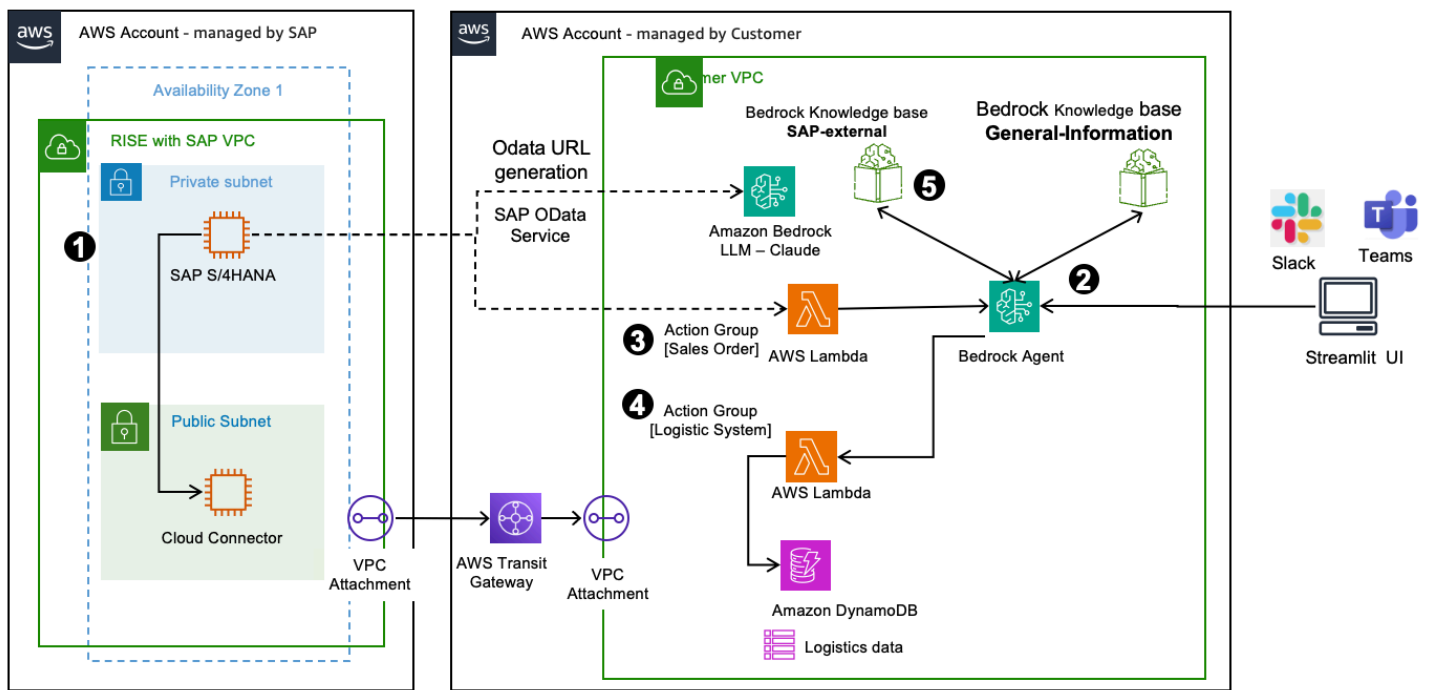 aws
AWS Account - managed by SAP
Availability Zone 1
RISE with SAP VPC
Private subnet
1
SAP S/4HANA
Public Subnet
Cloud Connector
VPC
Attachment
aws
AWS Account - managed by Customer
mer VPC
Odata URL
generation
SAP OData
Service
Amazon Bedrock
LLM – Claude
Bedrock Knowledge base
SAP-external
5
Bedrock Knowledge base
General-Information
2
Bedrock Agent
3
Action Group
[Sales Order]
AWS Lambda
4
Action Group
[Logistic System]
AWS Lambda
AWS Transit
Gateway
VPC
Attachment
Amazon DynamoDB
Logistics data
Slack
T
Teams
Streamlit UI